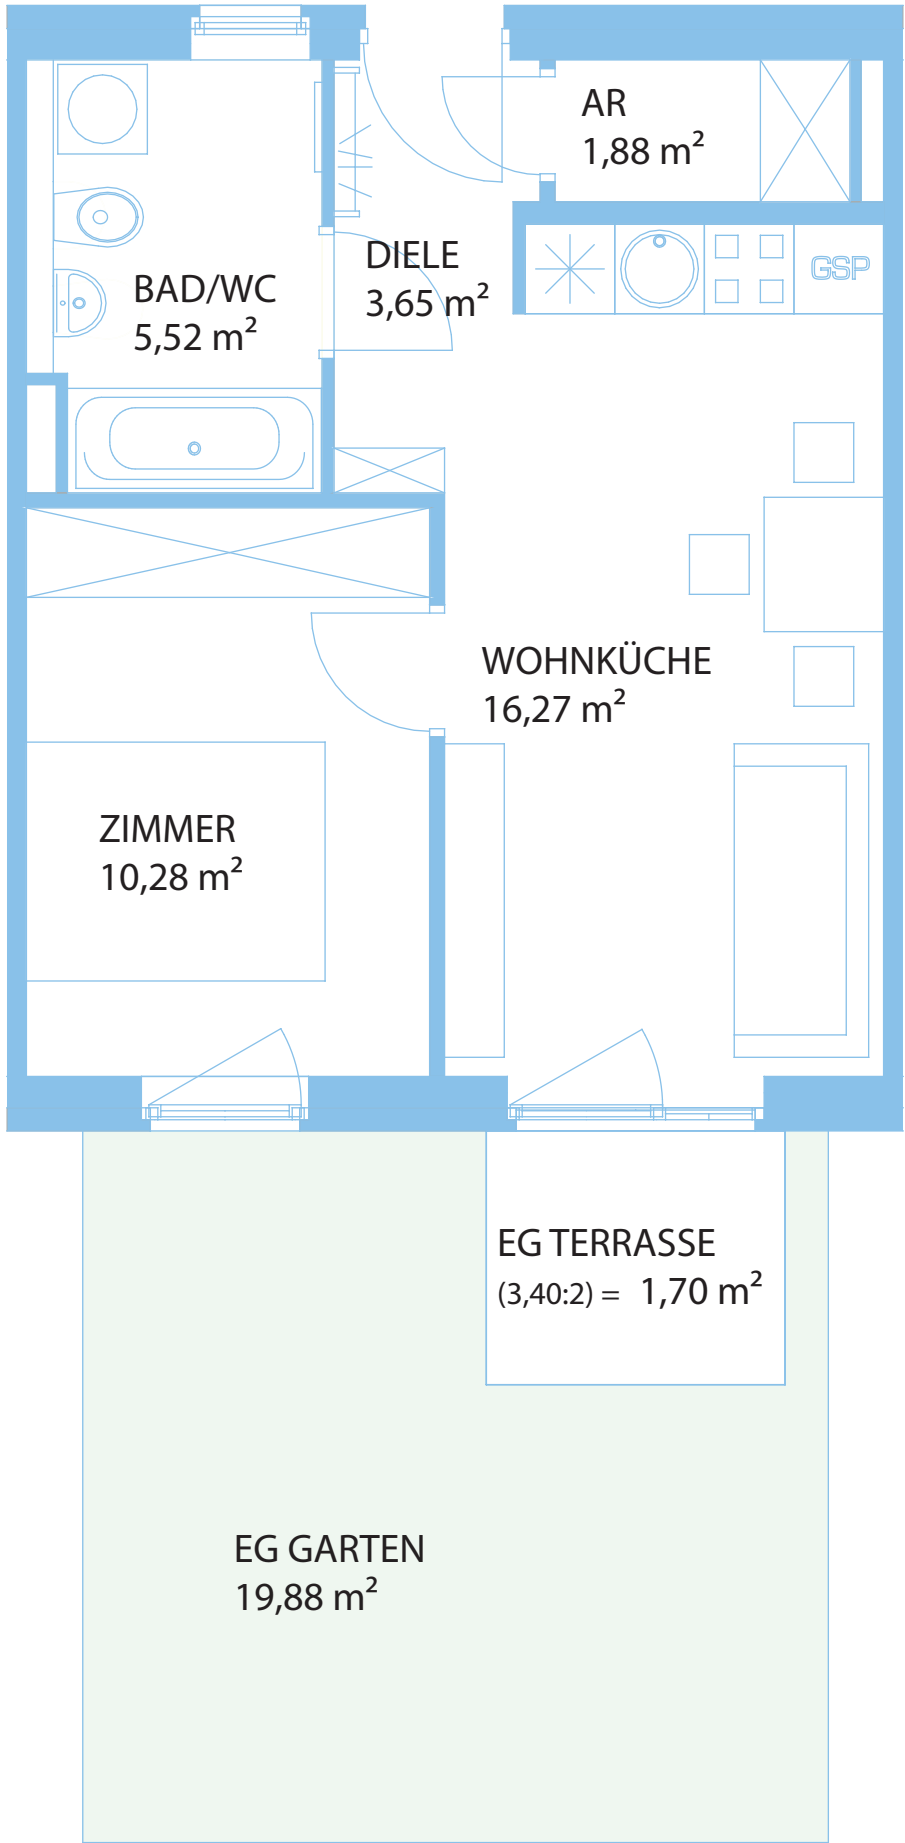 AR
1,88 m²
DIELE
3,65 m²
GSP
BAD/WC
5,52 m²
WOHNKÜCHE
16,27 m²
ZIMMER
10,28 m²
EG TERRASSE
(3,40:2) = 1,70 m²
EG GARTEN
19,88 m²